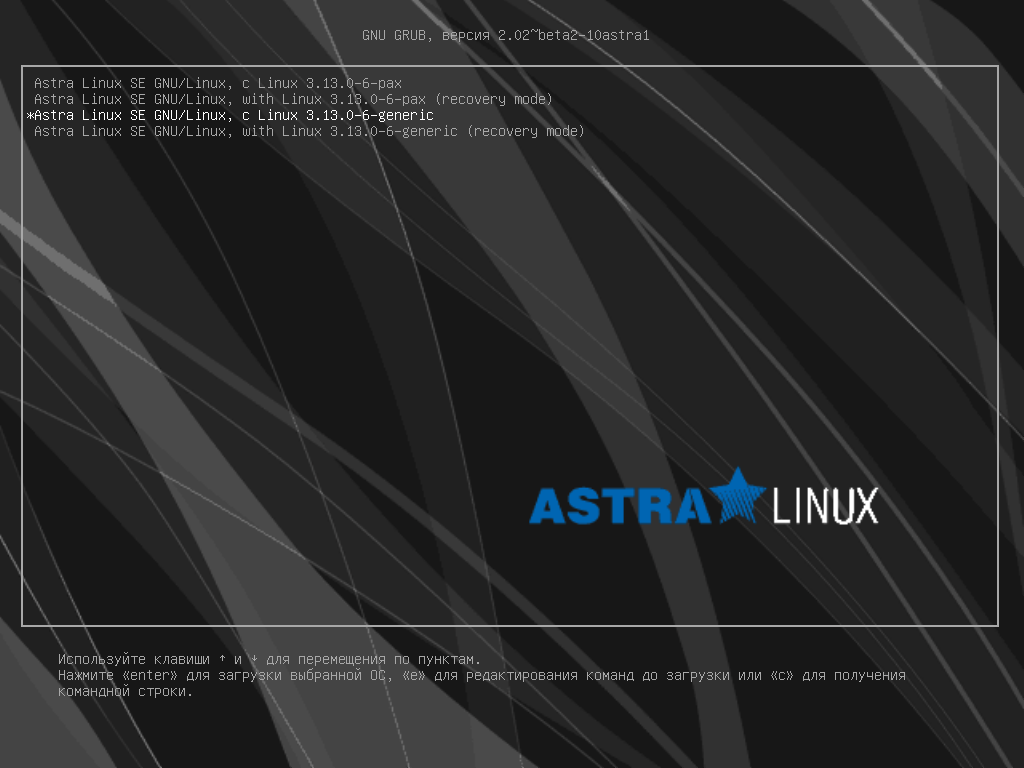 GNU GRUB, версия 2.02~beta2-10astra1
Astra Linux SE GNU/Linux, с Linux 3.13.0-6-pax
Astra Linux SE GNU/Linux, with Linux 3.13.0-6-pax (recovery mode)
*Astra Linux SE GNU/Linux, с Linux 3.13.0-6-generic
Astra Linux SE GNU/Linux, with Linux 3.13.0-6-generic (recovery mode)
ASTRA LINUX
Используйте клавиши ↑ и ↓ для перемещения по пунктам.
Нажмите «enter» для загрузки выбранной ОС, «e» для редактирования команд до загрузки или «c» для получения
командной строки.